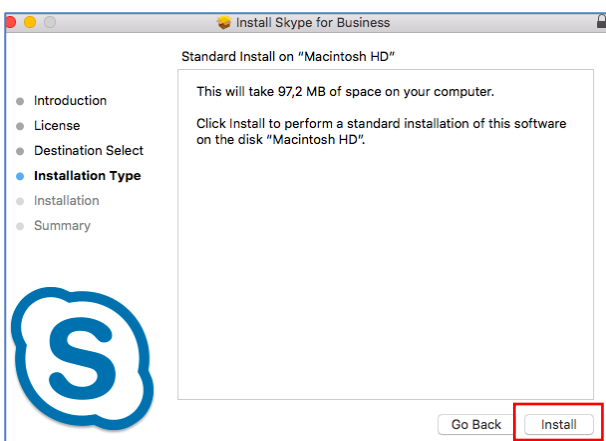 Install Skype for Business
Standard Install on “Macintosh HD”
Introduction
License
Destination Select
Installation Type
Installation
Summary
This will take 97,2 MB of space on your computer.
Click Install to perform a standard installation of this software
on the disk “Macintosh HD”.
S
Go Back
Install